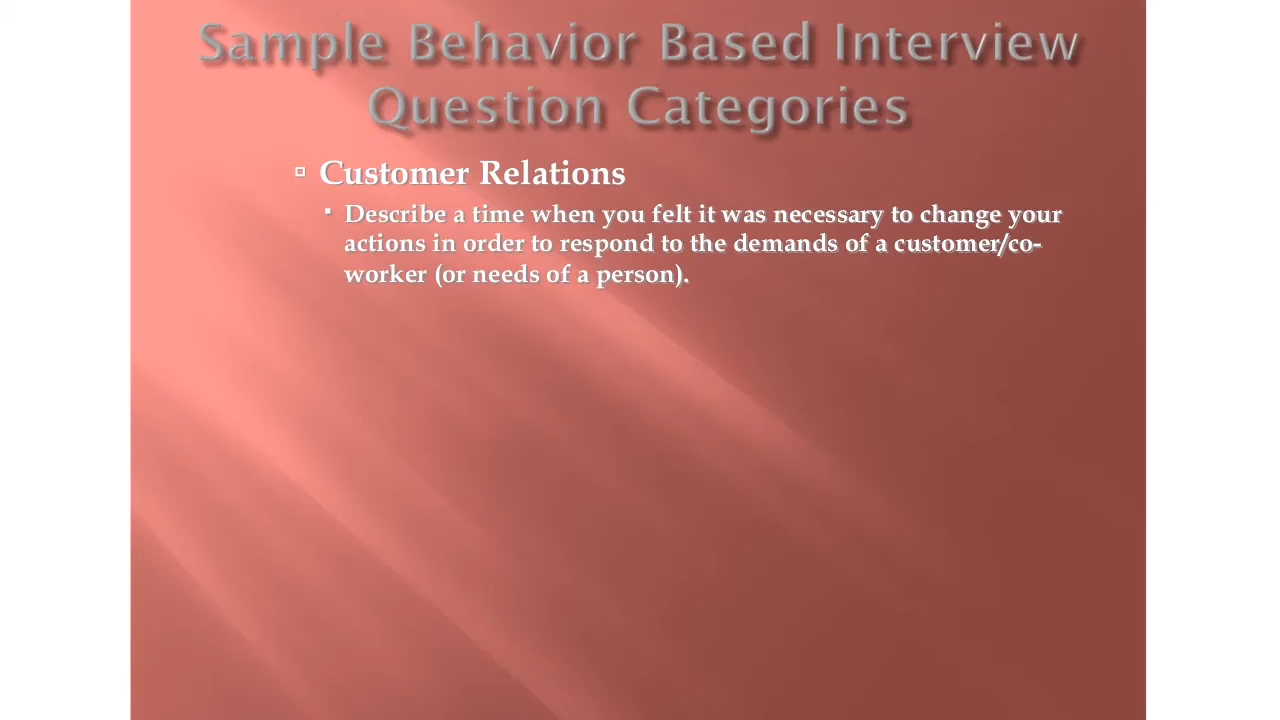 Sample Behavior Based Interview
Question Categories
Customer Relations
Describe a time when you felt it was necessary to change your
actions in order to respond to the demands of a customer/co-
worker (or needs of a person).